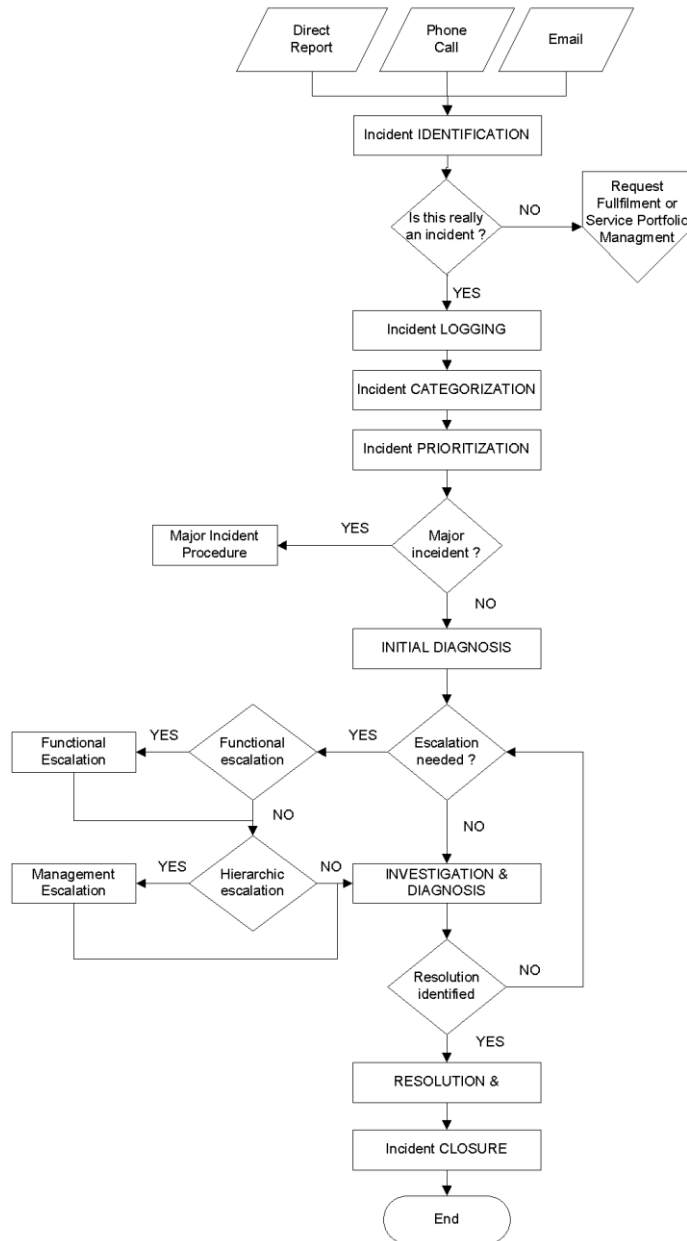 Direct
Report
Phone
Call
Email
Incident IDENTIFICATION
Is this really
an incident ?
NO
Request
Fullfilment or
Service Portfolio
Managment
YES
Incident LOGGING
Incident CATEGORIZATION
Incident PRIORITIZATION
Major
inceident ?
YES
Major Incident
Procedure
NO
INITIAL DIAGNOSIS
Escalation
needed ?
YES
Functional
escalation
YES
Functional
Escalation
NO
NO
Hierarchic
escalation
YES
Management
Escalation
NO
INVESTIGATION &
DIAGNOSIS
Resolution
identified
NO
YES
RESOLUTION &
Incident CLOSURE
End